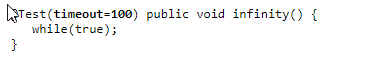 @Test(timeout=100) public void infinity() {
while(true);
}